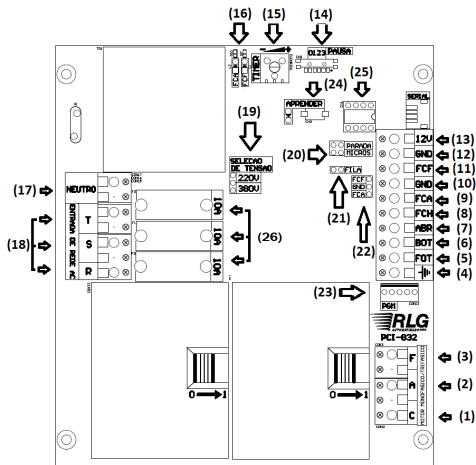 (16)
(15)
(14)
0123
PAUSA
FCA
FCF
TIMER
(24)
(25)
APRENDER
SERIAL
(19)
SELECAO
DE TENSAO
220V
380V
(20)
PARADA
MICROS
FILA
(21)
FCF
GND
FCA
(22)
12V
(13)
GND
(12)
FCF
(11)
GND
(10)
FCA
(9)
FCH
(8)
ABR
(7)
BOT
(6)
FOT
(5)
(4)
(17)
NEUTRO
(18)
ENTRADA DE REDE AC
T
S
R
10A
10A
10A
(26)
(23)
PGM
RLG
PCI-832
0
1
0
1
F
(3)
A
(2)
C
(1)
MOTOR MONOFASICO/TRIFASICO